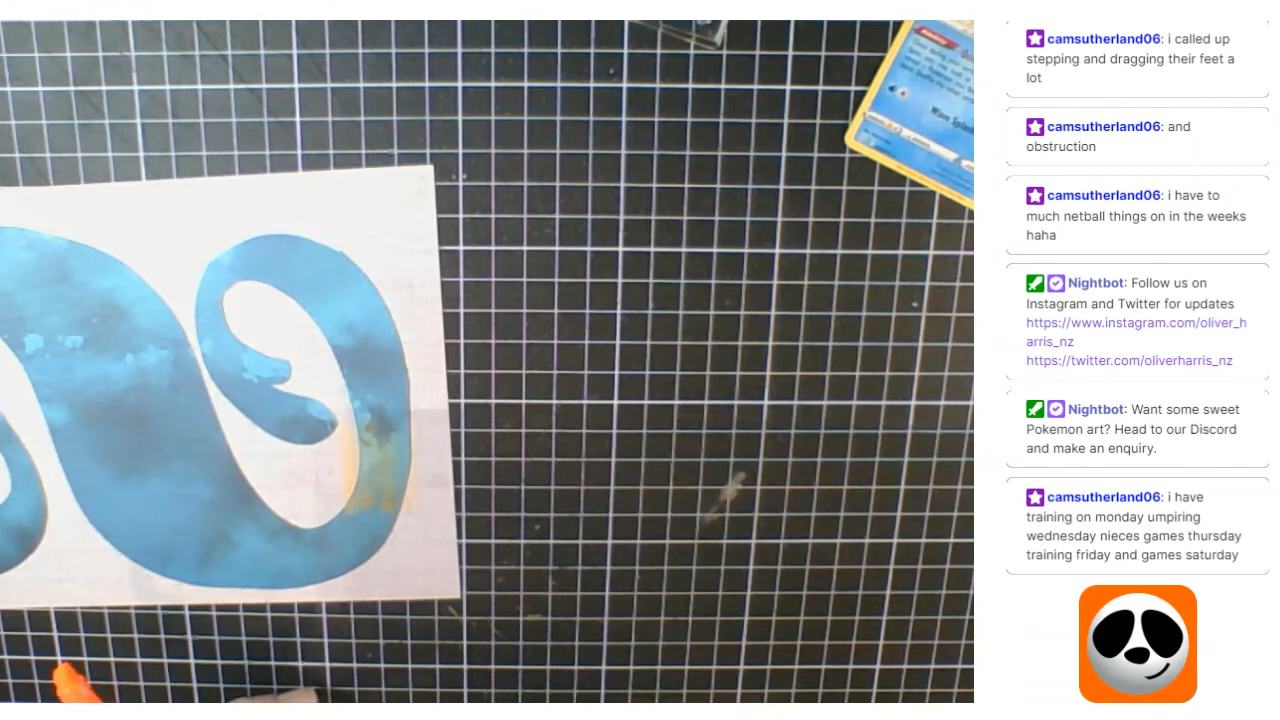 Ability
Wave Splash
camsutherland06: i called up
stepping and dragging their feet a
lot
camsutherland06: and
obstruction
camsutherland06: i have to
much netball things on in the weeks
haha
Nightbot: Follow us on
Instagram and Twitter for updates
https://www.instagram.com/oliver_h
arris_nz
https://twitter.com/oliverharris_nz
Nightbot: Want some sweet
Pokemon art? Head to our Discord
and make an enquiry.
camsutherland06: i have
training on monday umpiring
wednesday nieces games thursday
training friday and games saturday